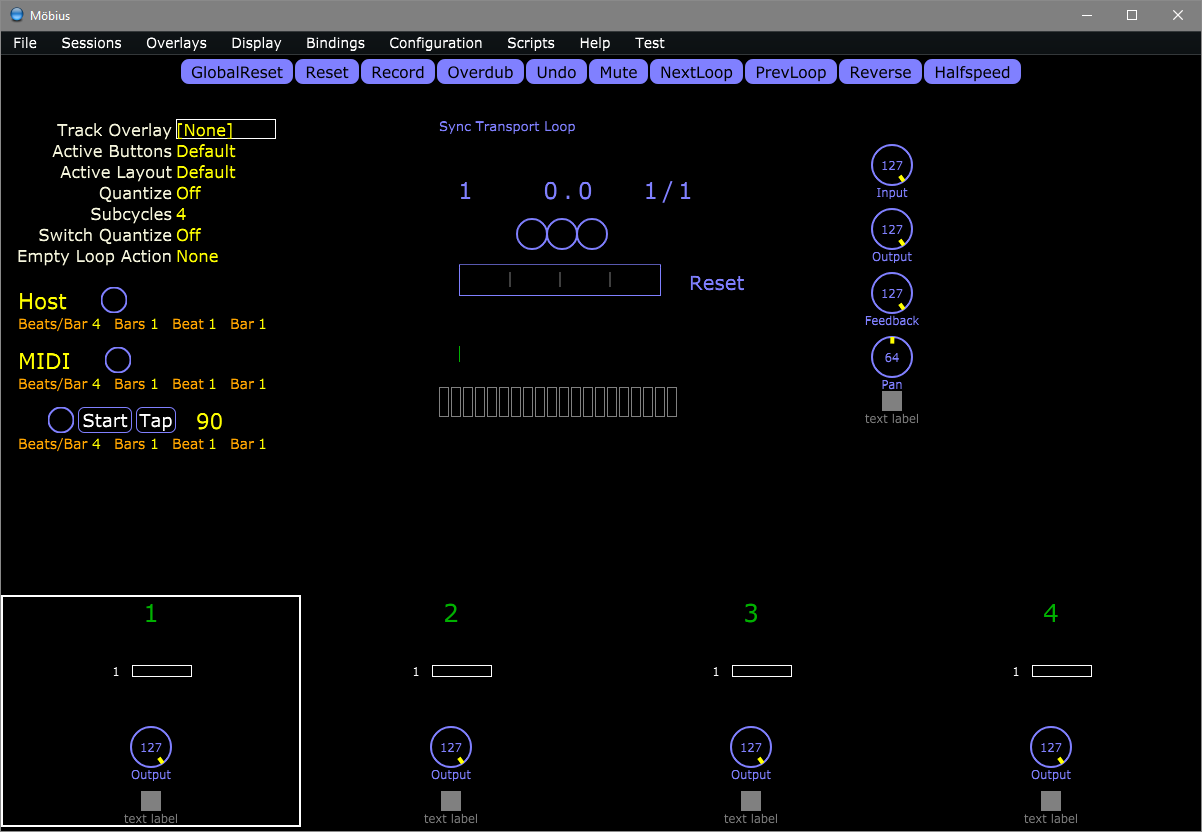 Möbius
File Sessions Overlays Display Bindings Configuration Scripts Help Test
GlobalReset Reset Record Overdub Undo Mute NextLoop PrevLoop Reverse Halfspeed
Track Overlay [None]
Active Buttons Default
Active Layout Default
Quantize Off
Subcycles 4
Switch Quantize Off
Empty Loop Action None
Host
Beats/Bar 4 Bars 1 Beat 1 Bar 1
MIDI
Beats/Bar 4 Bars 1 Beat 1 Bar 1
Start Tap 90
Beats/Bar 4 Bars 1 Beat 1 Bar 1
Sync Transport Loop
1 0.0 1/1
Reset
127
Input
127
Output
127
Feedback
64
Pan
text label
1 2 3 4
1 1 1 1
127 127 127 127
Output Output Output Output
text label text label text label text label